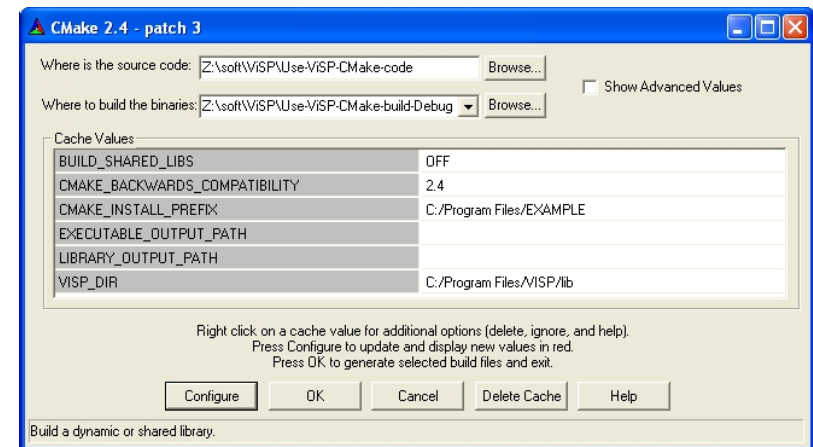 CMake 2.4 - patch 3
Where is the source code: Z:\soft\ViSP\Use-ViSP-CMake-code Browse...
Show Advanced Values
Where to build the binaries: Z:\soft\ViSP\Use-ViSP-CMake-build-Debug Browse...
Cache Values
BUILD_SHARED_LIBS OFF
CMAKE_BACKWARDS_COMPATIBILITY 2.4
CMAKE_INSTALL_PREFIX C:/Program Files/EXAMPLE
EXECUTABLE_OUTPUT_PATH
LIBRARY_OUTPUT_PATH
VISP_DIR C:/Program Files/VISP/lib
Right click on a cache value for additional options (delete, ignore, and help).
Press Configure to update and display new values in red.
Press OK to generate selected build files and exit.
Configure OK Cancel Delete Cache Help
Build a dynamic or shared library.